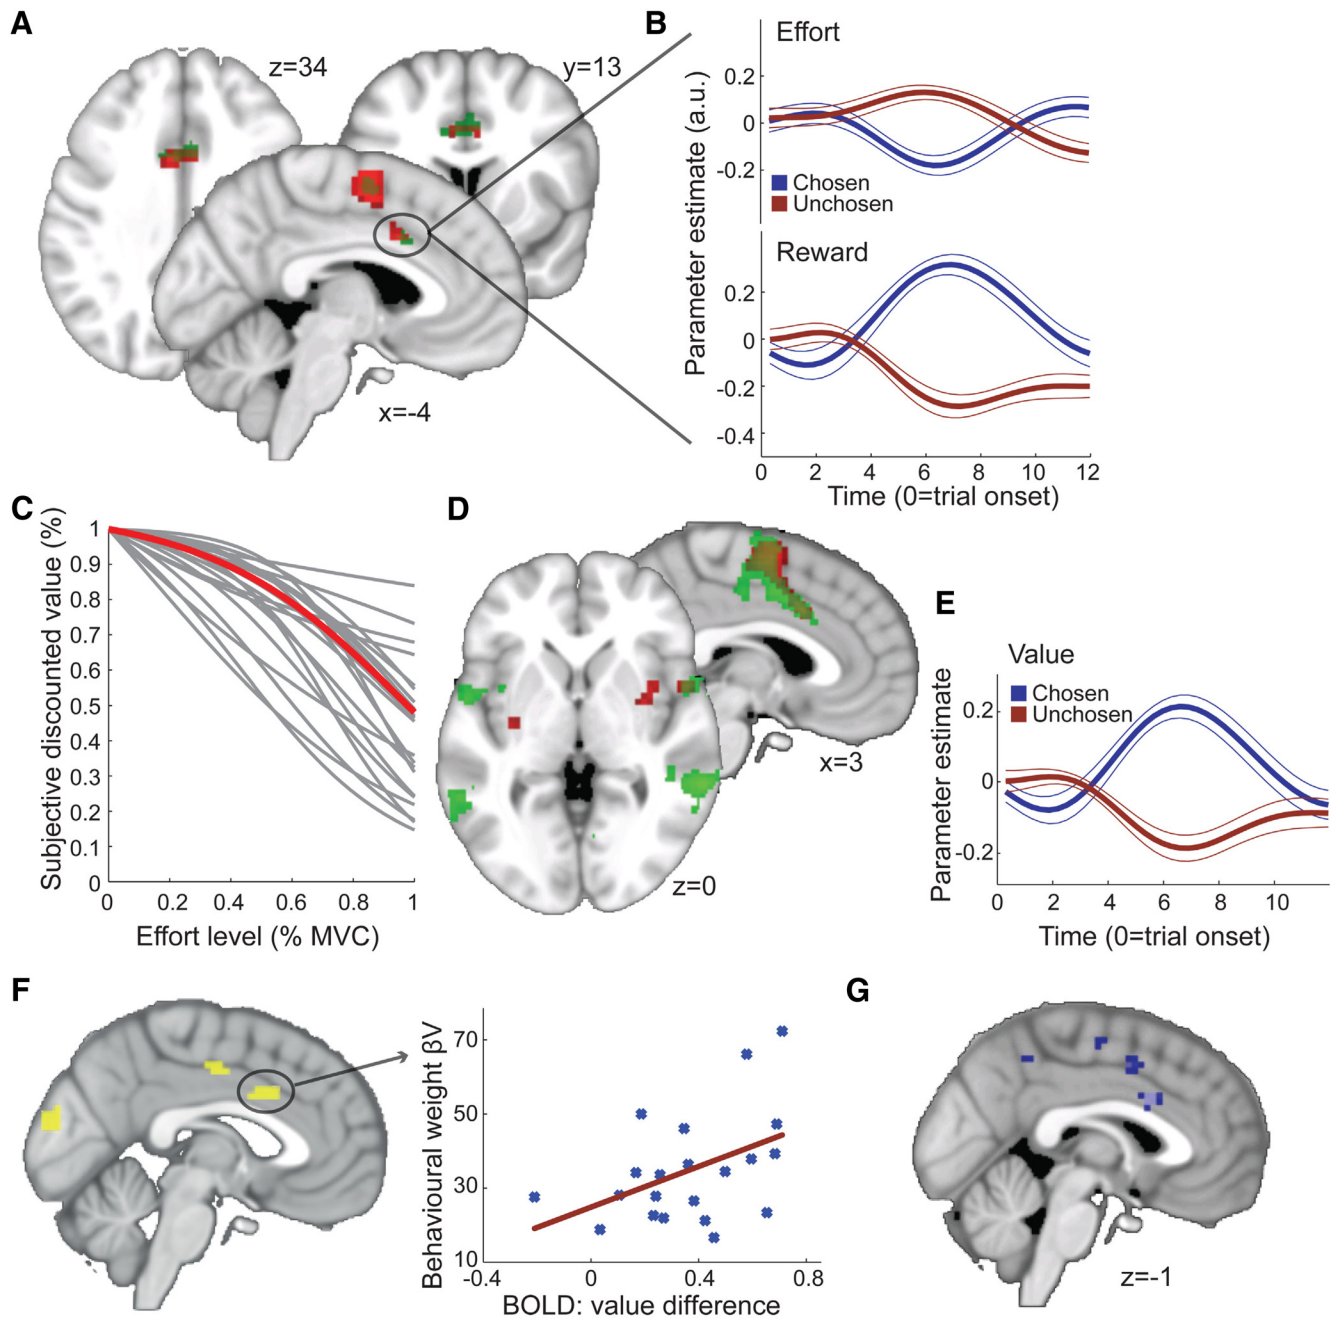 A
z=34
y=13
x=-4
B
Effort
Parameter estimate (a.u.)
0.2
0
-0.2
Chosen
Unchosen
Reward
0.2
0
-0.2
-0.4
0 2 4 6 8 10 12
Time (0=trial onset)
C
Subjective discounted value (%)
1
0.9
0.8
0.7
0.6
0.5
0.4
0.3
0.2
0.1
0
0 0.2 0.4 0.6 0.8 1
Effort level (% MVC)
D
x=3
z=0
E
Value
Chosen
Unchosen
Parameter estimate
0.2
0
-0.2
0 2 4 6 8 10
Time (0=trial onset)
F
Behavioural weight βV
70
50
30
10
-0.4 0 0.4 0.8
BOLD: value difference
G
z=-1